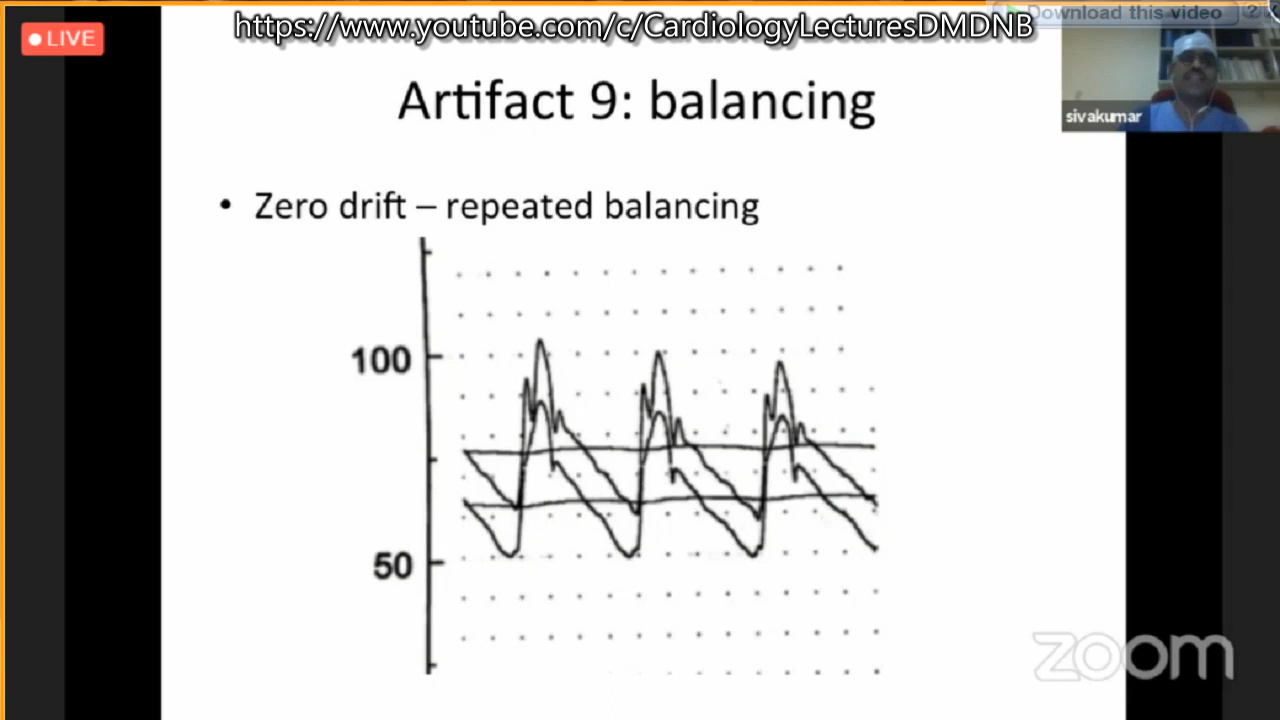 https://www.youtube.com/c/CardiologyLecturesDMDNB
Download this video
LIVE
sivakumar
Artifact 9: balancing
• Zero drift – repeated balancing
100
50
zoom